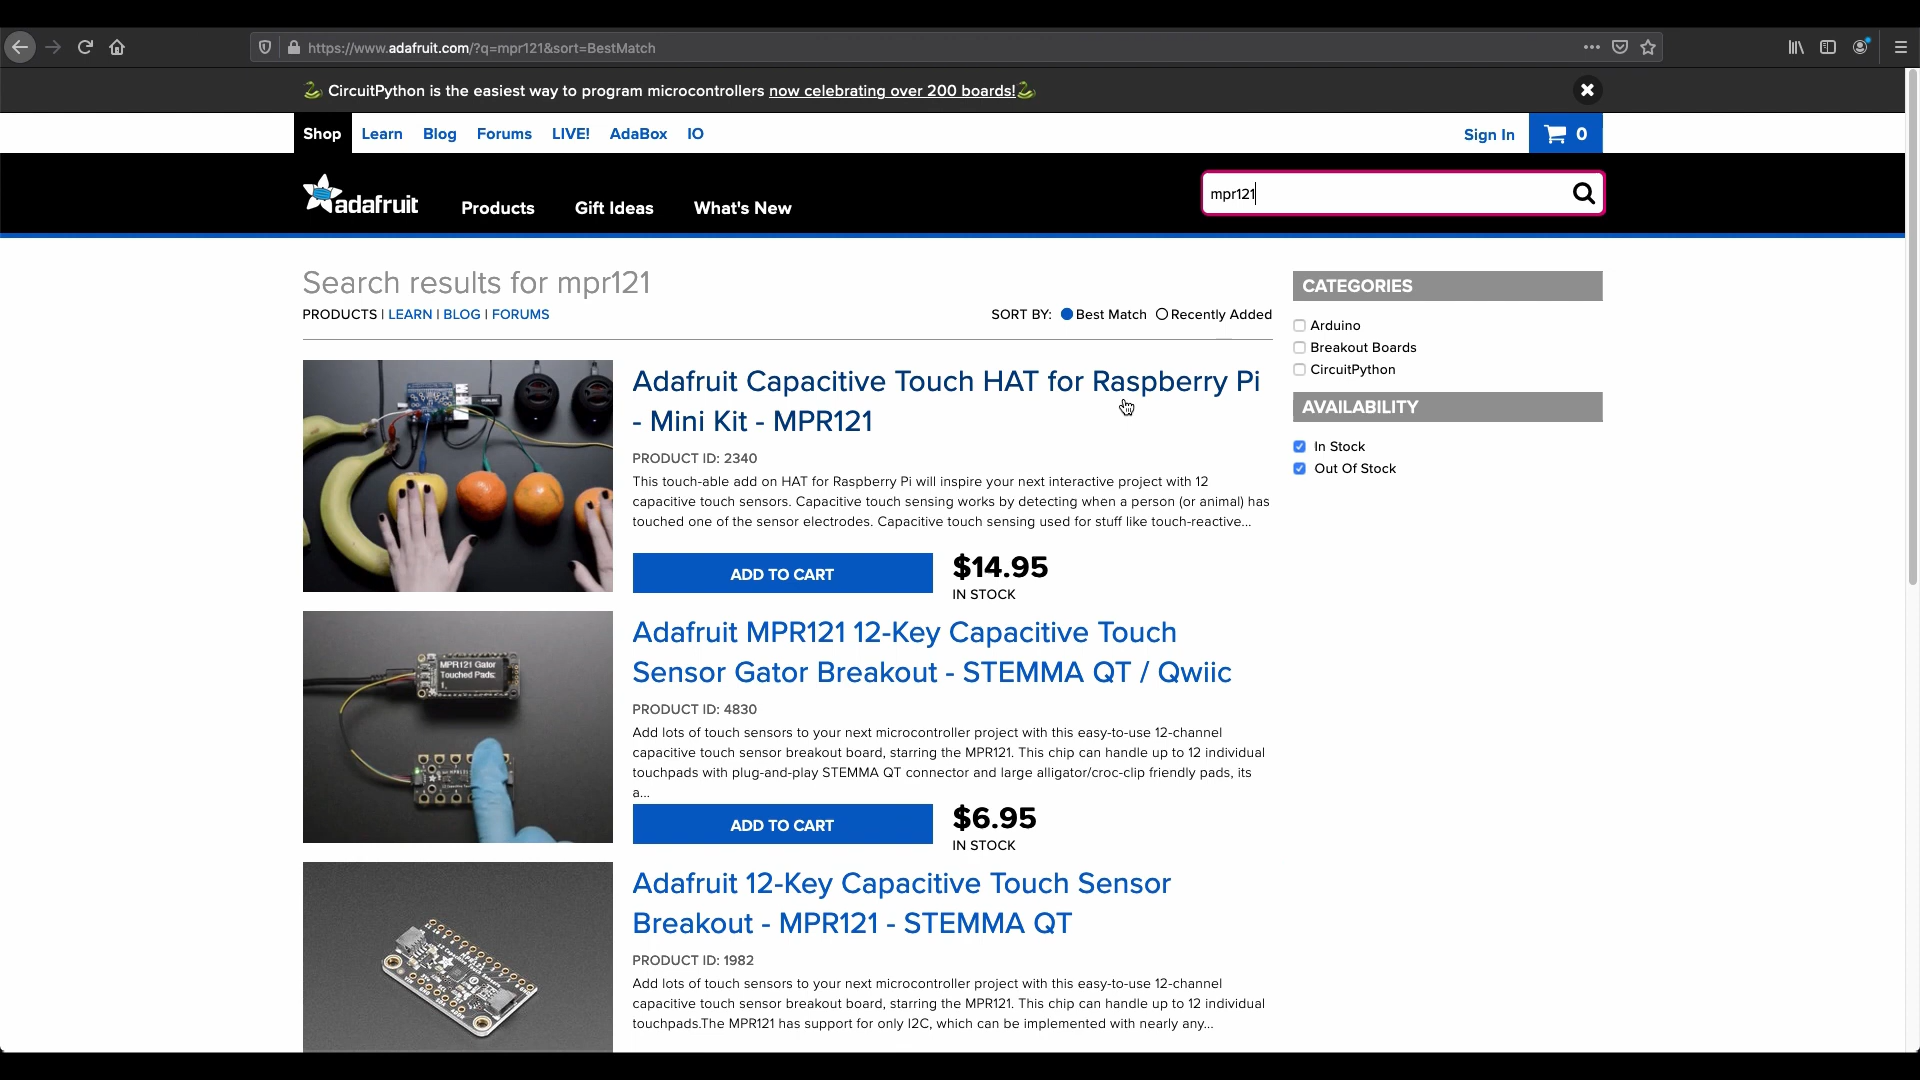 https://www.adafruit.com/?q=mpr121&sort=BestMatch
CircuitPython is the easiest way to program microcontrollers now celebrating over 200 boards!
Shop Learn Blog Forums LIVE! AdaBox IO Sign In 0
adafruit Products Gift Ideas What's New mpr121
Search results for mpr121
PRODUCTS | LEARN | BLOG | FORUMS SORT BY: Best Match Recently Added
CATEGORIES
Arduino
Breakout Boards
CircuitPython
AVAILABILITY
In Stock
Out Of Stock
Adafruit Capacitive Touch HAT for Raspberry Pi
- Mini Kit - MPR121
PRODUCT ID: 2340
This touch-able add on HAT for Raspberry Pi will inspire your next interactive project with 12
capacitive touch sensors. Capacitive touch sensing works by detecting when a person (or animal) has
touched one of the sensor electrodes. Capacitive touch sensing used for stuff like touch-reactive...
ADD TO CART $14.95
IN STOCK
MPR121 Gator
Touched Pads:
1,
Adafruit MPR121 12-Key Capacitive Touch
Sensor Gator Breakout - STEMMA QT / Qwiic
PRODUCT ID: 4830
Add lots of touch sensors to your next microcontroller project with this easy-to-use 12-channel
capacitive touch sensor breakout board, starring the MPR121. This chip can handle up to 12 individual
touchpads with plug-and-play STEMMA QT connector and large alligator/croc-clip friendly pads, its
a...
ADD TO CART $6.95
IN STOCK
Adafruit 12-Key Capacitive Touch Sensor
Breakout - MPR121 - STEMMA QT
PRODUCT ID: 1982
Add lots of touch sensors to your next microcontroller project with this easy-to-use 12-channel
capacitive touch sensor breakout board, starring the MPR121. This chip can handle up to 12 individual
touchpads.The MPR121 has support for only I2C, which can be implemented with nearly any...